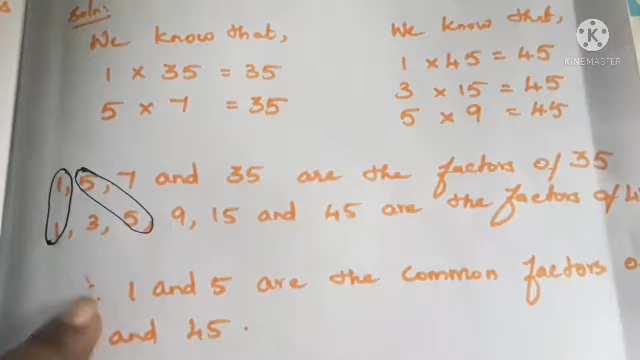 Soln:
We know that,
1 × 35 = 35
5 × 7 = 35
We know that,
1 × 45 = 45
3 × 15 = 45
5 × 9 = 45
1, 5, 7 and 35 are the factors of 35
1, 3, 5, 9, 15 and 45 are the factors of 4
∴ 1 and 5 are the common factors o
and 45.
KINEMASTER